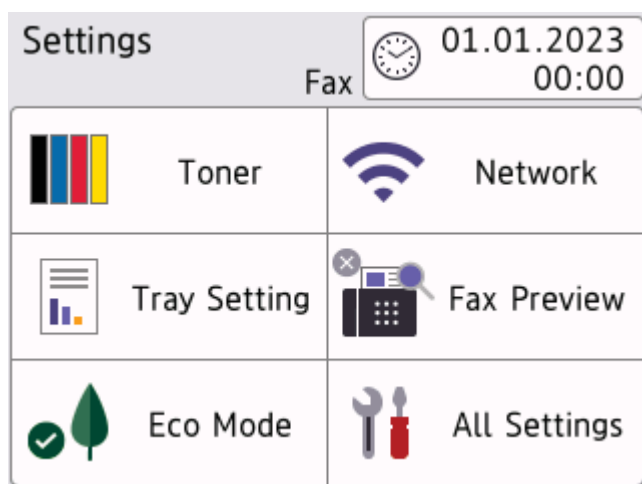 Settings
Fax
01.01.2023
00:00
Toner
Network
Tray Setting
Fax Preview
Eco Mode
All Settings